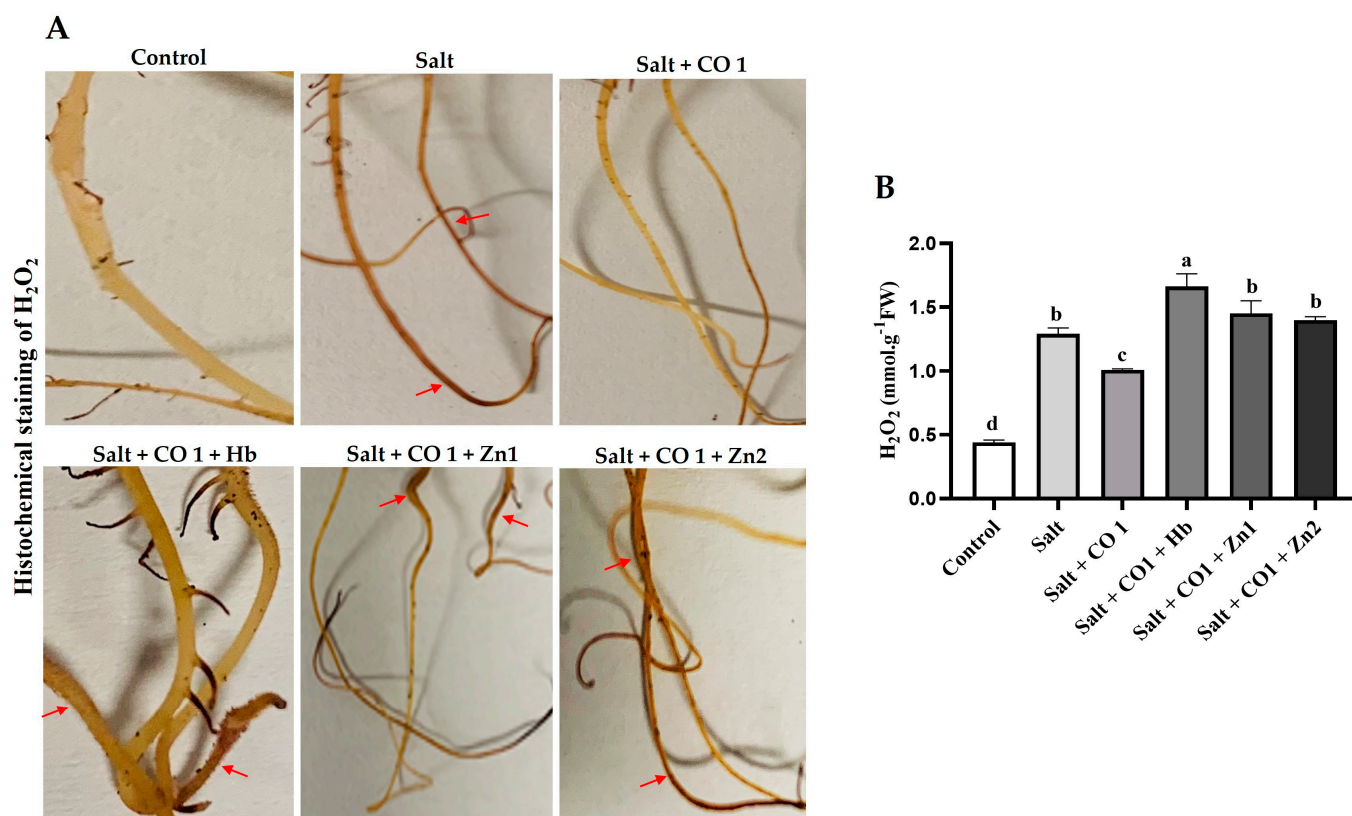 A
Control
Salt
Salt + CO 1
Histochemical staining of H₂O₂
Salt + CO 1 + Hb
Salt + CO 1 + Zn1
Salt + CO 1 + Zn2
B
H₂O₂ (mmol.g⁻¹FW)
2.0
1.5
1.0
0.5
0.0
d
b
c
a
b
b
Control
Salt
Salt + CO 1
Salt + CO1 + Hb
Salt + CO1 + Zn1
Salt + CO1 + Zn2